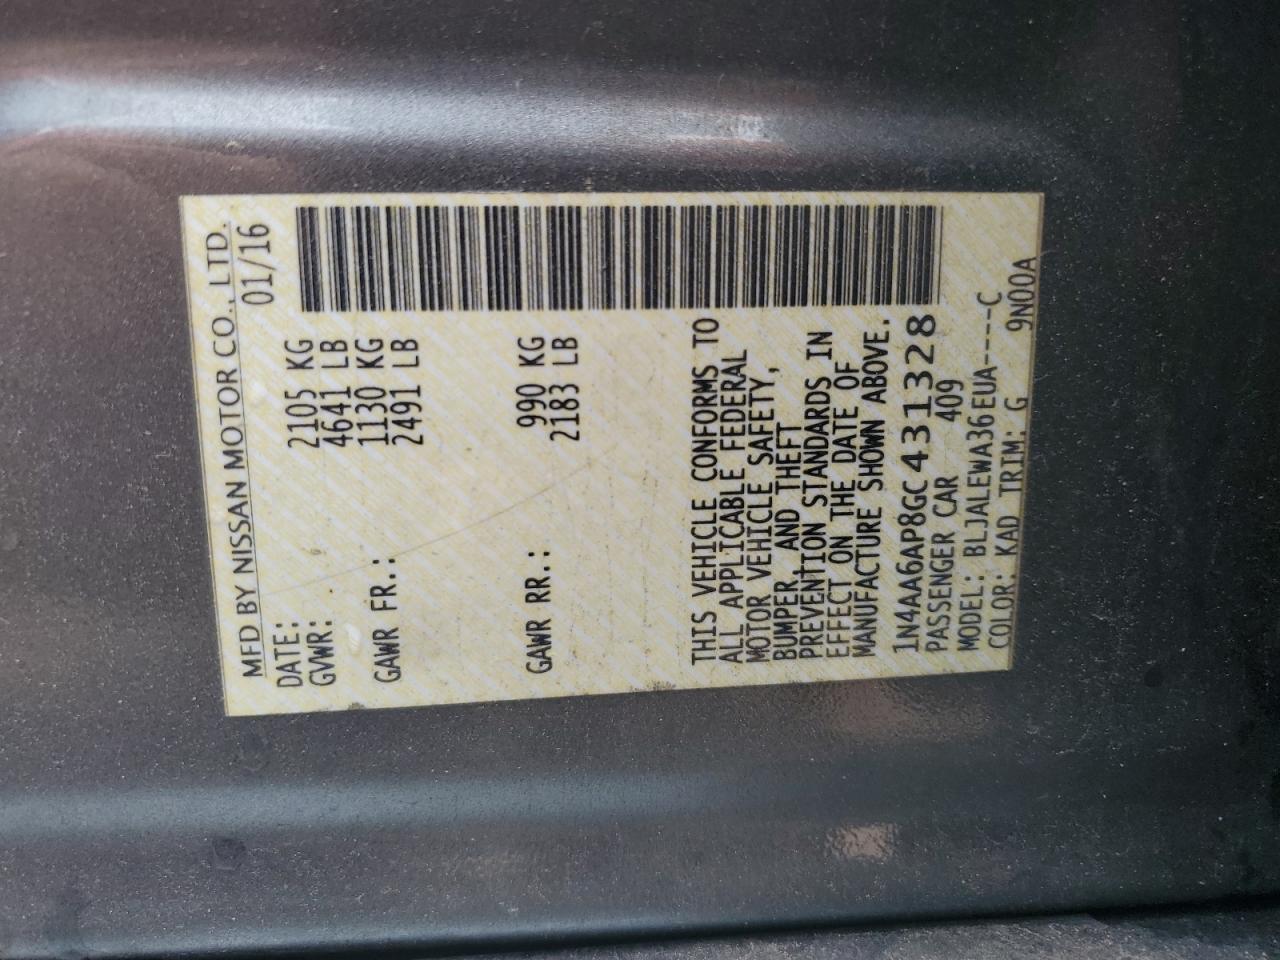 MFD BY NISSAN MOTOR CO., LTD.
DATE: 01/16
GVWR: 2105 KG
4641 LB
GAWR FR.: 1130 KG
2491 LB
GAWR RR.: 990 KG
2183 LB
THIS VEHICLE CONFORMS TO
ALL APPLICABLE FEDERAL
MOTOR VEHICLE SAFETY,
BUMPER, AND THEFT
PREVENTION STANDARDS IN
EFFECT ON THE DATE OF
MANUFACTURE SHOWN ABOVE.
1N4AA6AP8GC431328
PASSENGER CAR 409
MODEL: BLJALEWA36EUA-----C
COLOR: KAD TRIM: G 9N00A